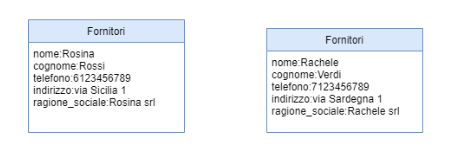 Fornitori
nome:Rosina
cognome:Rossi
telefono:6123456789
indirizzo:via Sicilia 1
ragione_sociale:Rosina srl
Fornitori
nome:Rachele
cognome:Verdi
telefono:7123456789
indirizzo:via Sardegna 1
ragione_sociale:Rachele srl